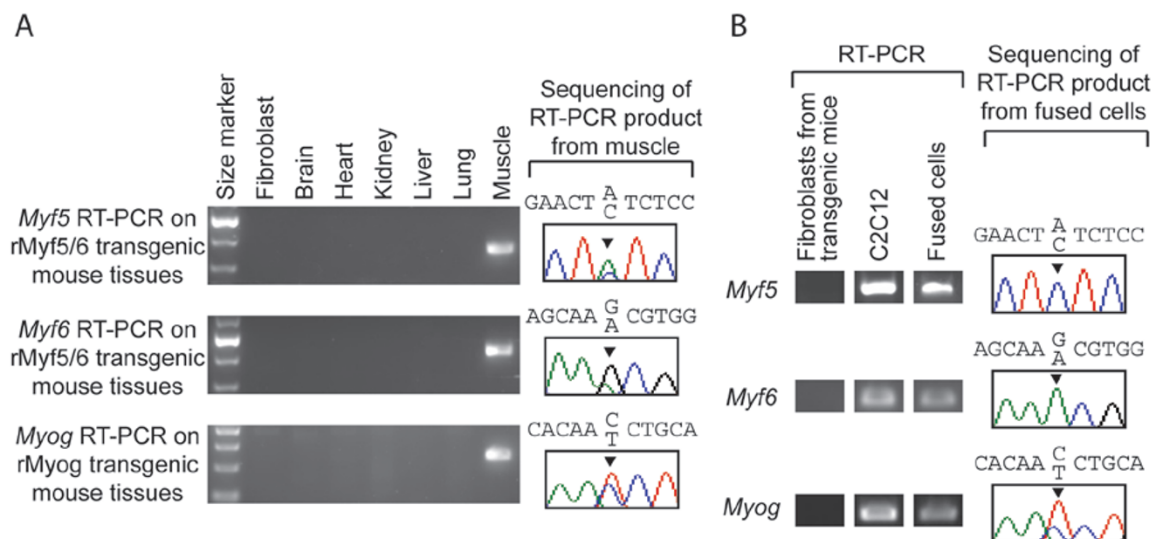 A
Size marker
Fibroblast
Brain
Heart
Kidney
Liver
Lung
Muscle
Sequencing of
RT-PCR product
from muscle
Myf5 RT-PCR on
rMyf5/6 transgenic
mouse tissues
GAACT A TCTCC
C
Myf6 RT-PCR on
rMyf5/6 transgenic
mouse tissues
AGCAA G CGTGG
A
Myog RT-PCR on
rMyog transgenic
mouse tissues
CACAA C CTGCA
T
B
RT-PCR
Fibroblasts from
transgenic mice
C2C12
Fused cells
Sequencing of
RT-PCR product
from fused cells
Myf5
GAACT A TCTCC
C
Myf6
AGCAA G CGTGG
A
Myog
CACAA C CTGCA
T